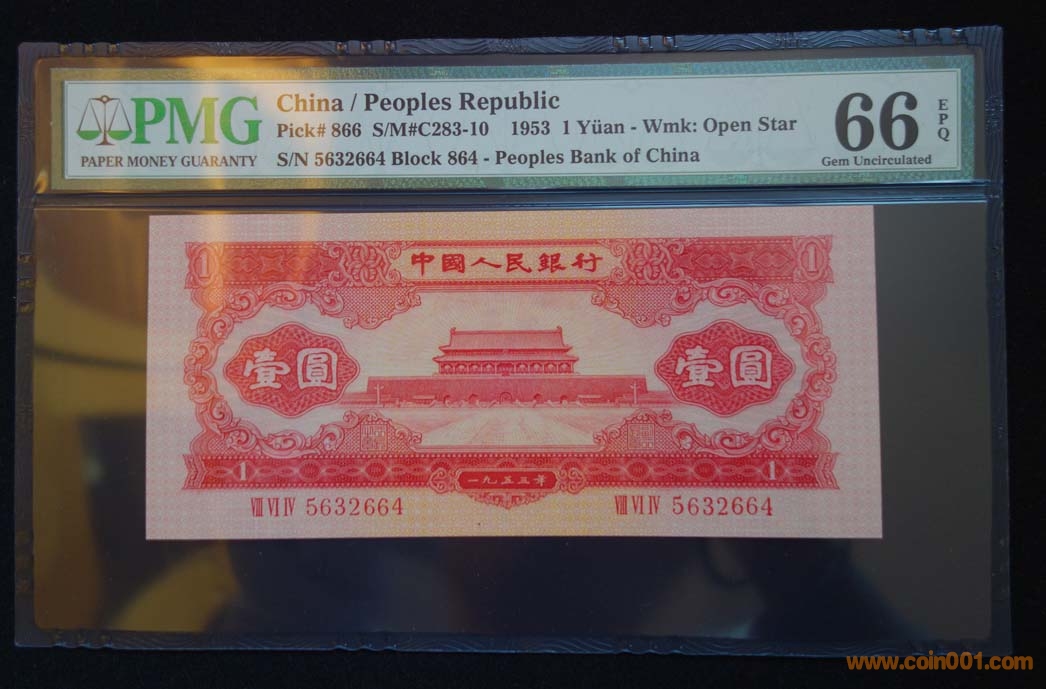 PMG
PAPER MONEY GUARANTY
China / Peoples Republic
Pick# 866 S/M#C283-10 1953 1 Yüan - Wmk: Open Star
S/N 5632664 Block 864 - Peoples Bank of China
66
EPQ
Gem Uncirculated
1 中國人民銀行 1
壹圓 壹圓
1 一九五三年 1
VIII VI IV 5632664 VIII VI IV 5632664
www.coin001.com